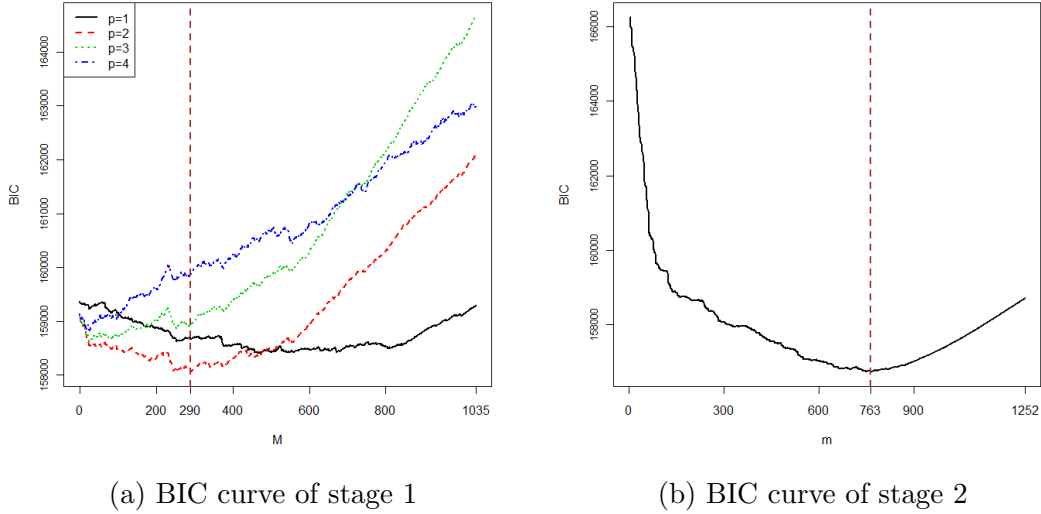 p=1
p=2
p=3
p=4
BIC
158000 159000 160000 161000 162000 163000 164000
0 200 290 400 600 800 1035
M
(a) BIC curve of stage 1
BIC
158000 160000 162000 164000 166000
0 300 600 763 900 1252
m
(b) BIC curve of stage 2